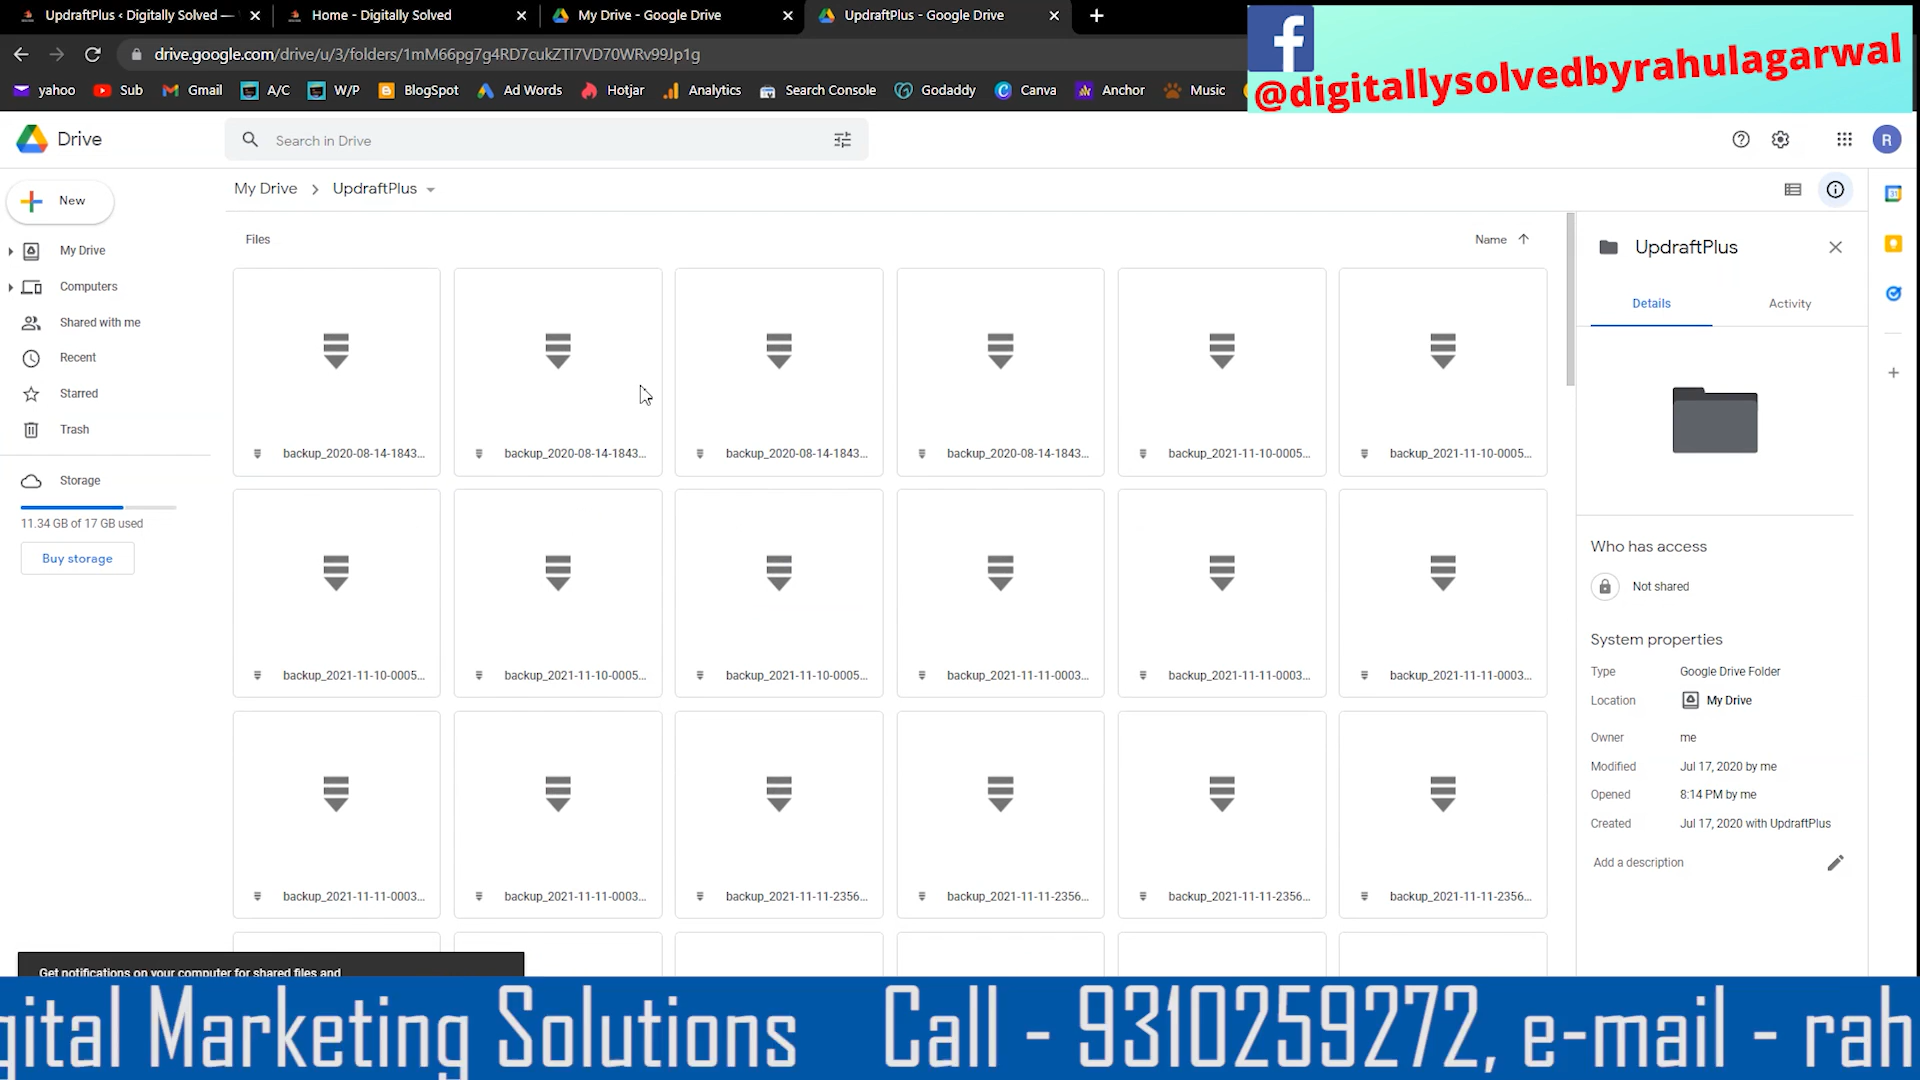 UpdraftPlus ‹ Digitally Solved —
Home - Digitally Solved
My Drive - Google Drive
UpdraftPlus - Google Drive
drive.google.com/drive/u/3/folders/1mM66pg7g4RD7cukZTI7VD70WRv99Jp1g
yahoo Sub Gmail A/C W/P BlogSpot Ad Words Hotjar Analytics Search Console Godaddy Canva Anchor Music
@digitallysolvedbyrahulagarwal
Drive
Search in Drive
R
New
My Drive
Computers
Shared with me
Recent
Starred
Trash
Storage
11.34 GB of 17 GB used
Buy storage
My Drive > UpdraftPlus
Files Name
backup_2020-08-14-1843... backup_2020-08-14-1843... backup_2020-08-14-1843... backup_2020-08-14-1843... backup_2021-11-10-0005... backup_2021-11-10-0005...
backup_2021-11-10-0005... backup_2021-11-10-0005... backup_2021-11-10-0005... backup_2021-11-11-0003... backup_2021-11-11-0003... backup_2021-11-11-0003...
backup_2021-11-11-0003... backup_2021-11-11-0003... backup_2021-11-11-2356... backup_2021-11-11-2356... backup_2021-11-11-2356... backup_2021-11-11-2356...
UpdraftPlus
Details Activity
Who has access
Not shared
System properties
Type Google Drive Folder
Location My Drive
Owner me
Modified Jul 17, 2020 by me
Opened 8:14 PM by me
Created Jul 17, 2020 with UpdraftPlus
Add a description
31
Get notifications on your computer for shared files and
gital Marketing Solutions Call - 9310259272, e-mail - rah